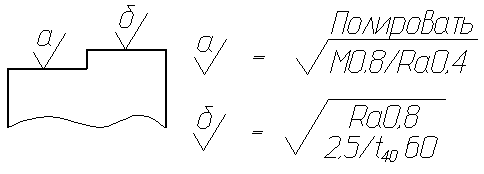 а
б
а = Полировать
М0,8/Ra0,4
б = Ra0,8
2,5/t40 60